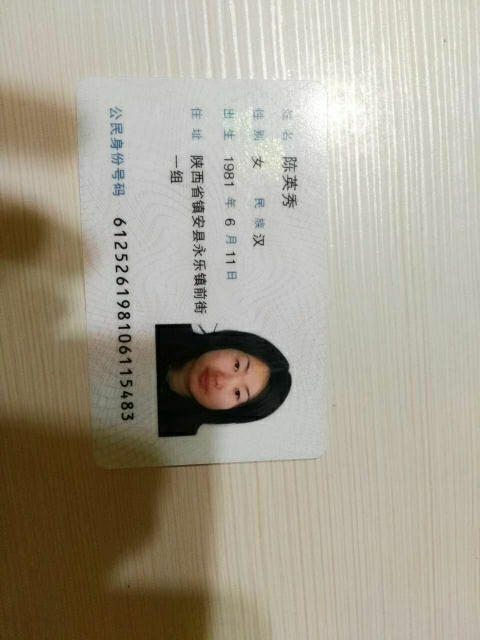 姓名 陈英秀
性别 女 民族 汉
出生 1981 年 6 月 11 日
住址 陕西省镇安县永乐镇前街
一组
公民身份号码 612526198106115483